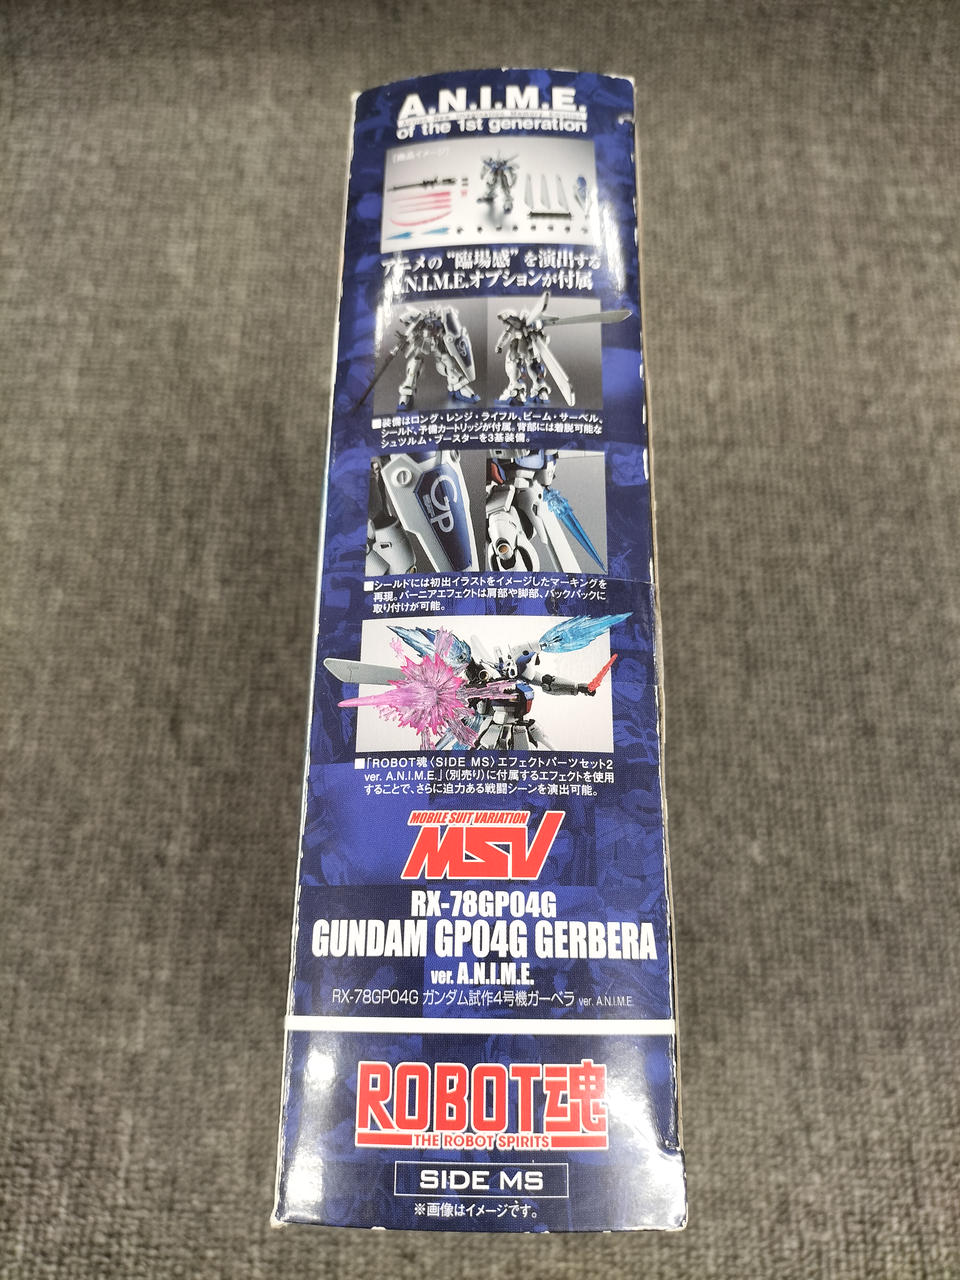 A.N.I.M.E.
of the 1st generation
[商品イメージ]
アニメの“臨場感”を演出する
A.N.I.M.E.オプションが付属
GP
■装備はロング・レンジ・ライフル、ビーム・サーベル、
シールド、予備カートリッジが付属。背部には着脱可能な
シュツルム・ブースターを3基装備。
GP
■シールドには初出イラストをイメージしたマーキングを
再現。バーニアエフェクトは肩部や脚部、バックパックに
取り付けが可能。
■「ROBOT魂〈SIDE MS〉エフェクトパーツセット2
ver. A.N.I.M.E.」（別売り）に付属するエフェクトを使用
することで、さらに迫力ある戦闘シーンを演出可能。
MOBILE SUIT VARIATION
MSV
RX-78GP04G
GUNDAM GP04G GERBERA
ver. A.N.I.M.E.
RX-78GP04G ガンダム試作4号機ガーベラ ver. A.N.I.M.E.
ROBOT魂
THE ROBOT SPIRITS
SIDE MS
※画像はイメージです。